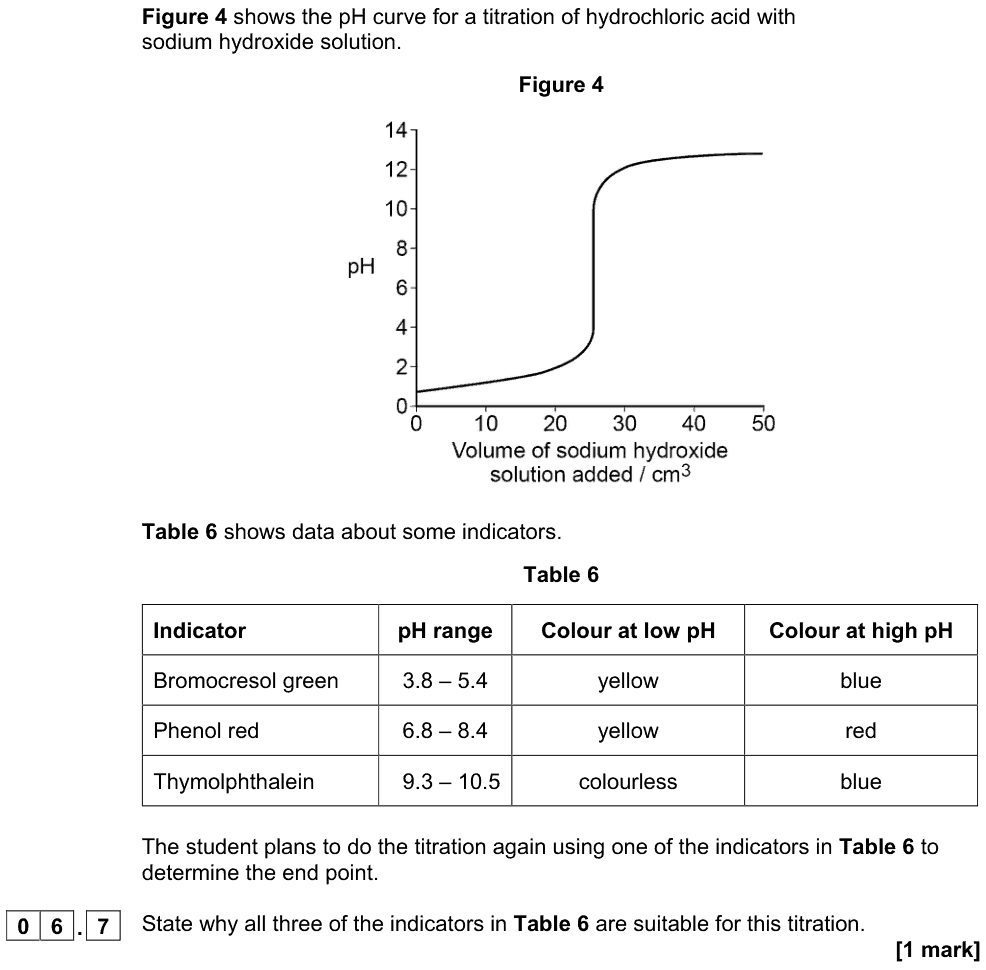 Figure 4 shows the pH curve for a titration of hydrochloric acid with
sodium hydroxide solution.
Figure 4
14
12
10
8
6
4
2
0
pH
0 10 20 30 40 50
Volume of sodium hydroxide
solution added / cm³
Table 6 shows data about some indicators.
Table 6
Indicator pH range Colour at low pH Colour at high pH
Bromocresol green 3.8 – 5.4 yellow blue
Phenol red 6.8 – 8.4 yellow red
Thymolphthalein 9.3 – 10.5 colourless blue
The student plans to do the titration again using one of the indicators in Table 6 to
determine the end point.
0 6 . 7 State why all three of the indicators in Table 6 are suitable for this titration.
[1 mark]